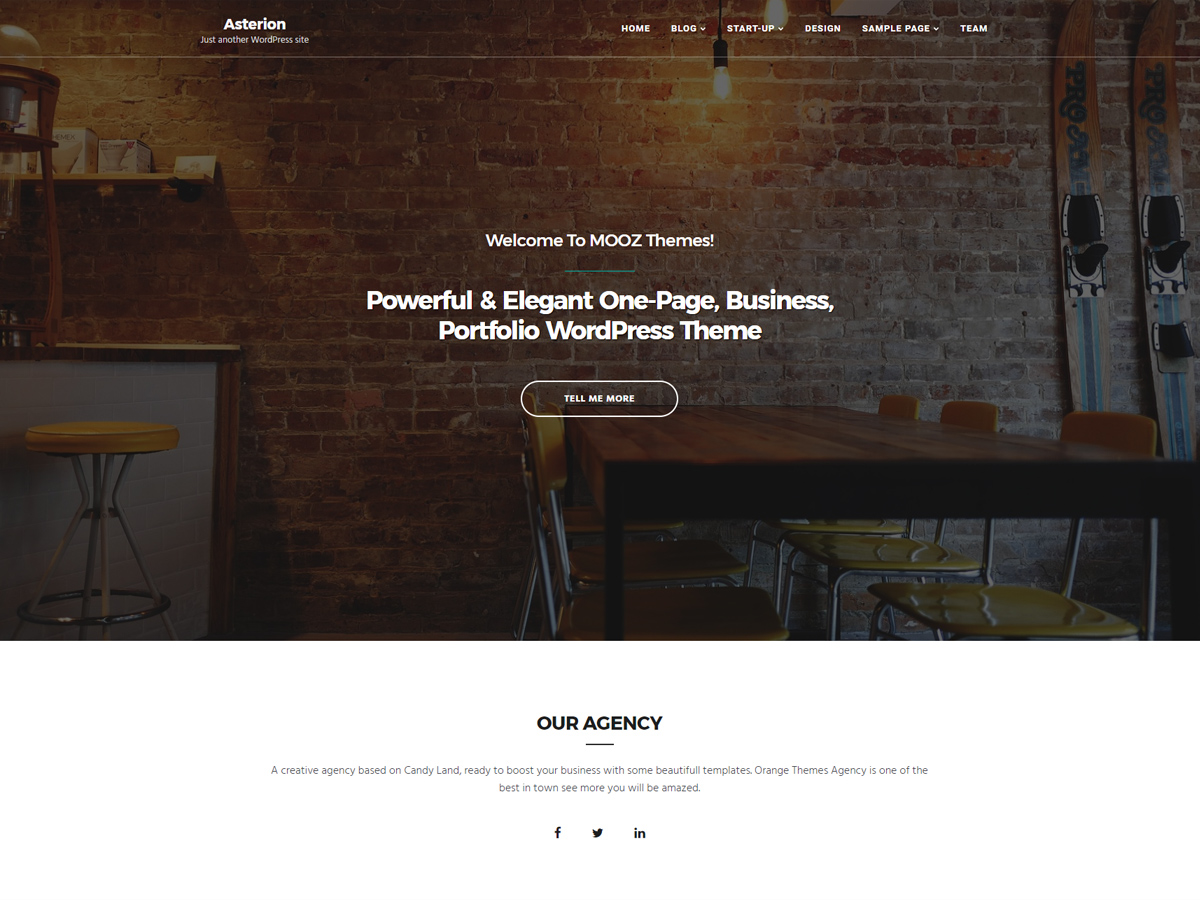 Asterion
Just another WordPress site
HOME BLOG START-UP DESIGN SAMPLE PAGE TEAM
Welcome To MOOZ Themes!
Powerful & Elegant One-Page, Business,
Portfolio WordPress Theme
TELL ME MORE
OUR AGENCY
A creative agency based on Candy Land, ready to boost your business with some beautifull templates. Orange Themes Agency is one of the
best in town see more you will be amazed.